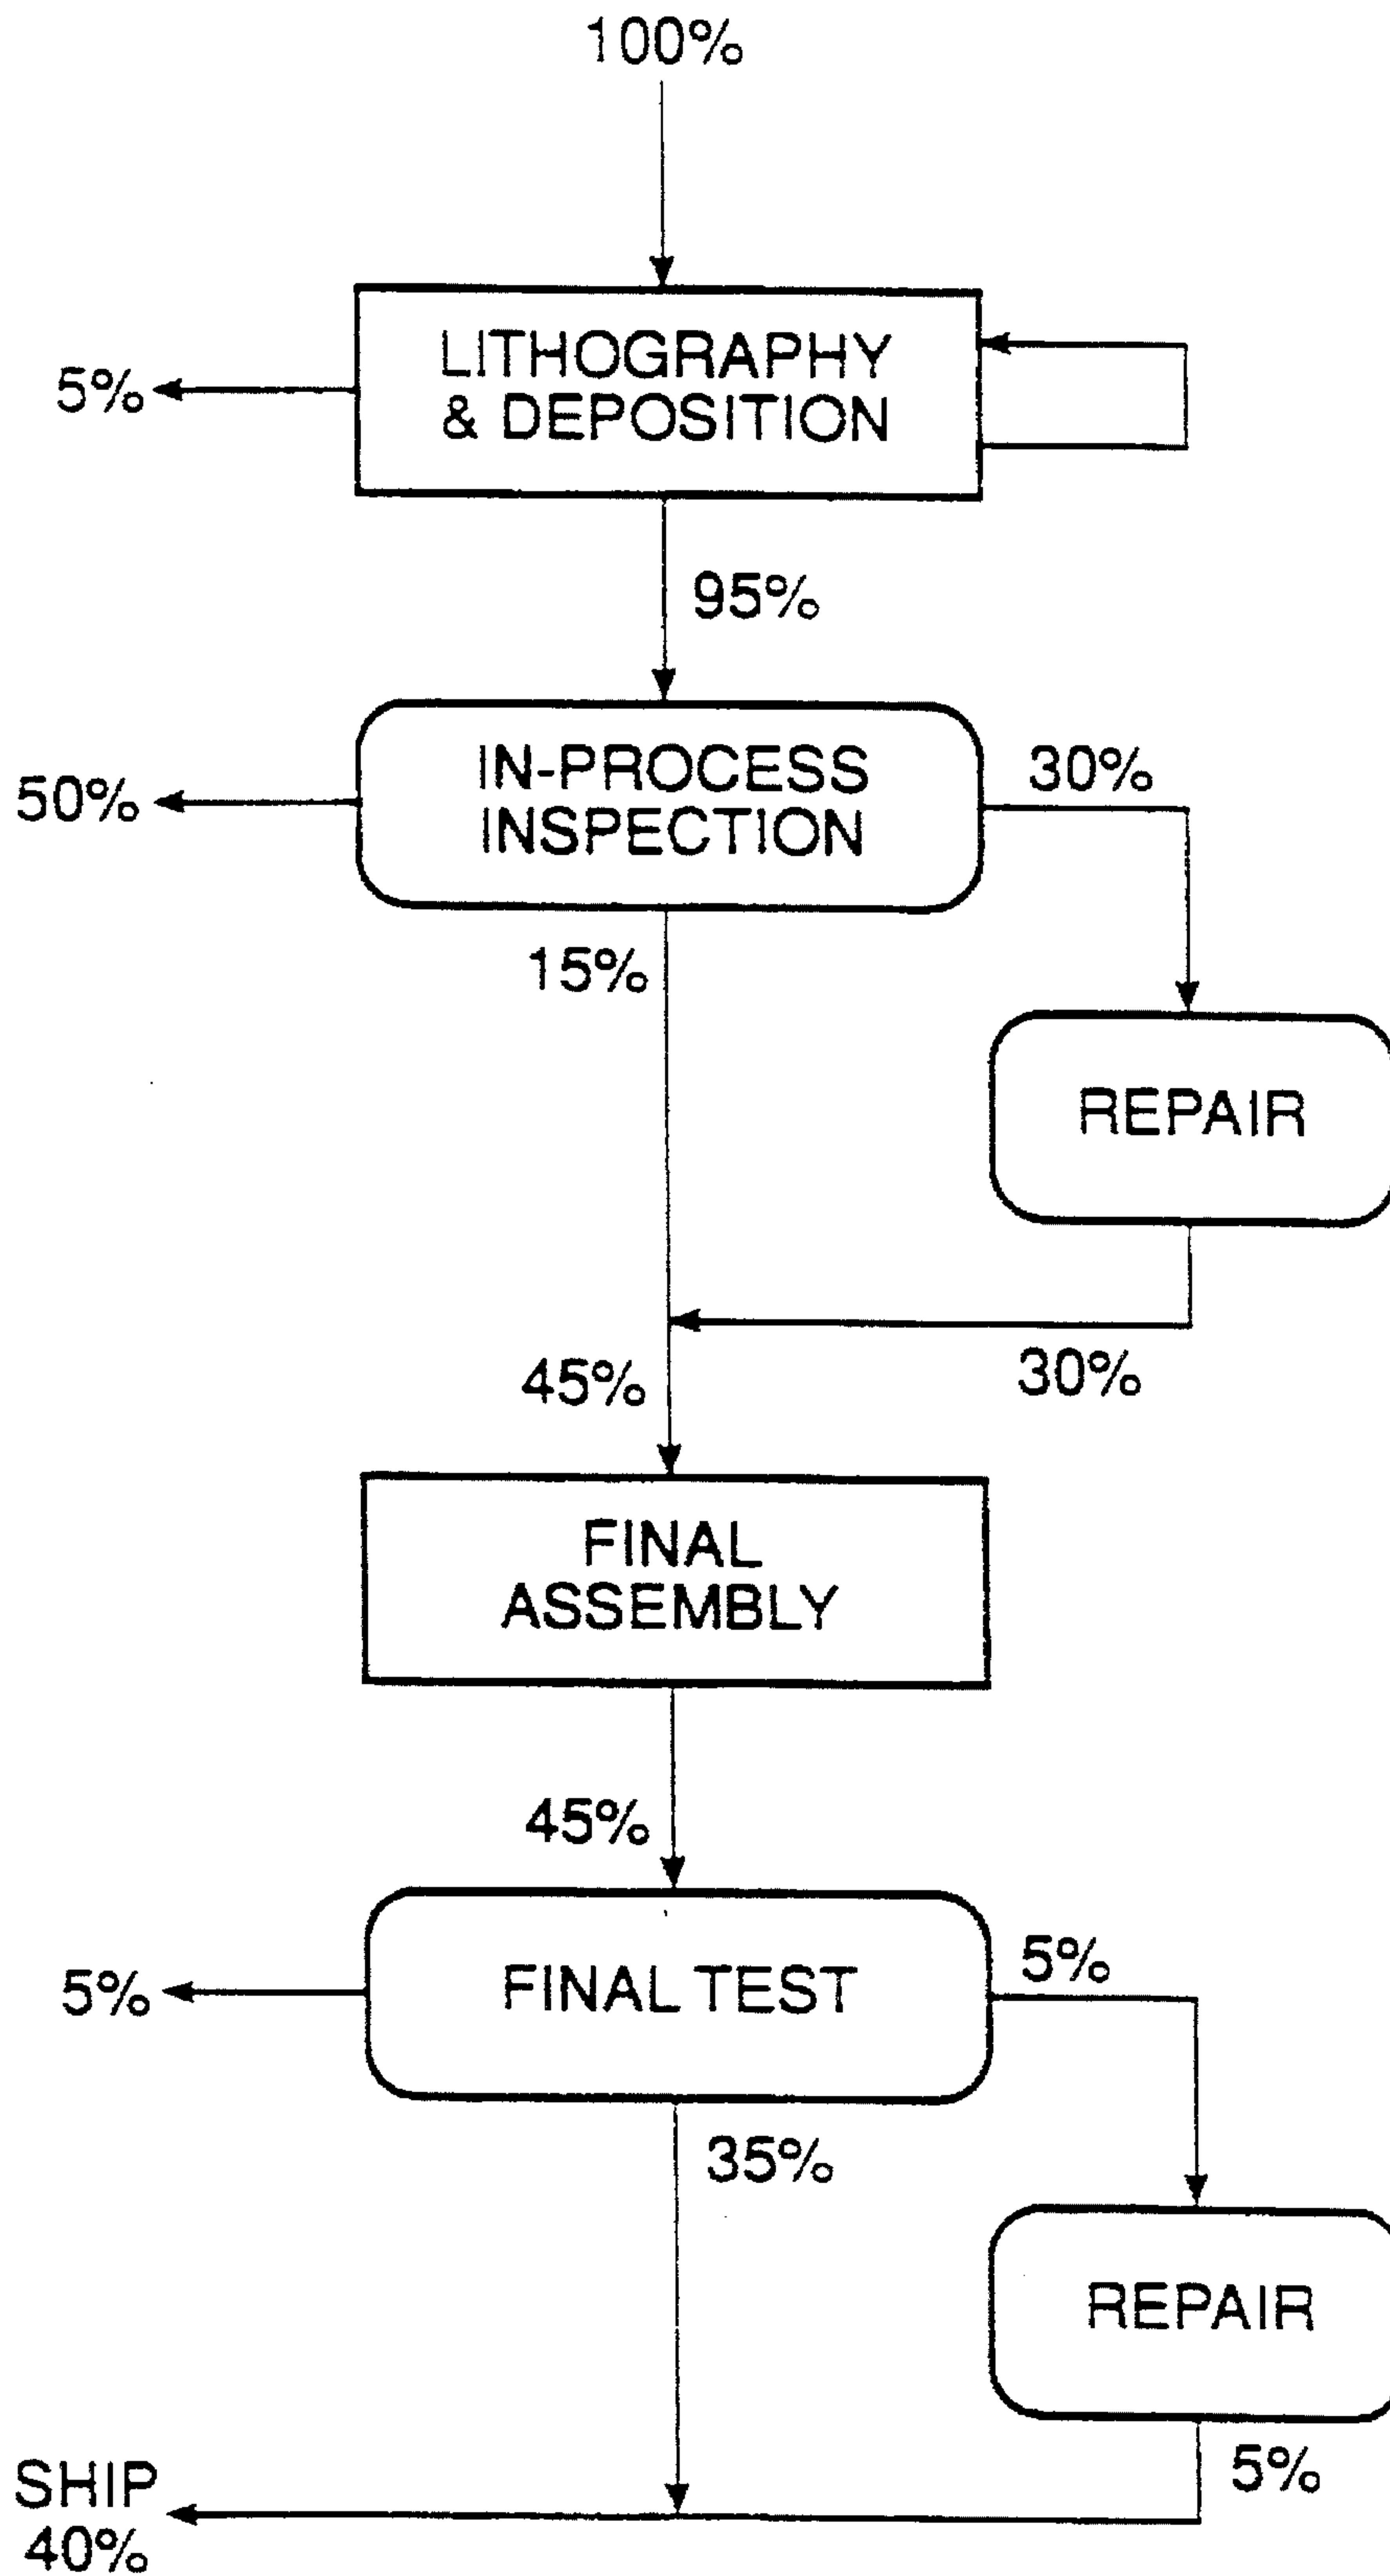 100%
LITHOGRAPHY
& DEPOSITION
5%
95%
IN-PROCESS
INSPECTION
50%
30%
15%
REPAIR
30%
45%
FINAL
ASSEMBLY
45%
FINAL TEST
5%
5%
35%
REPAIR
5%
SHIP
40%